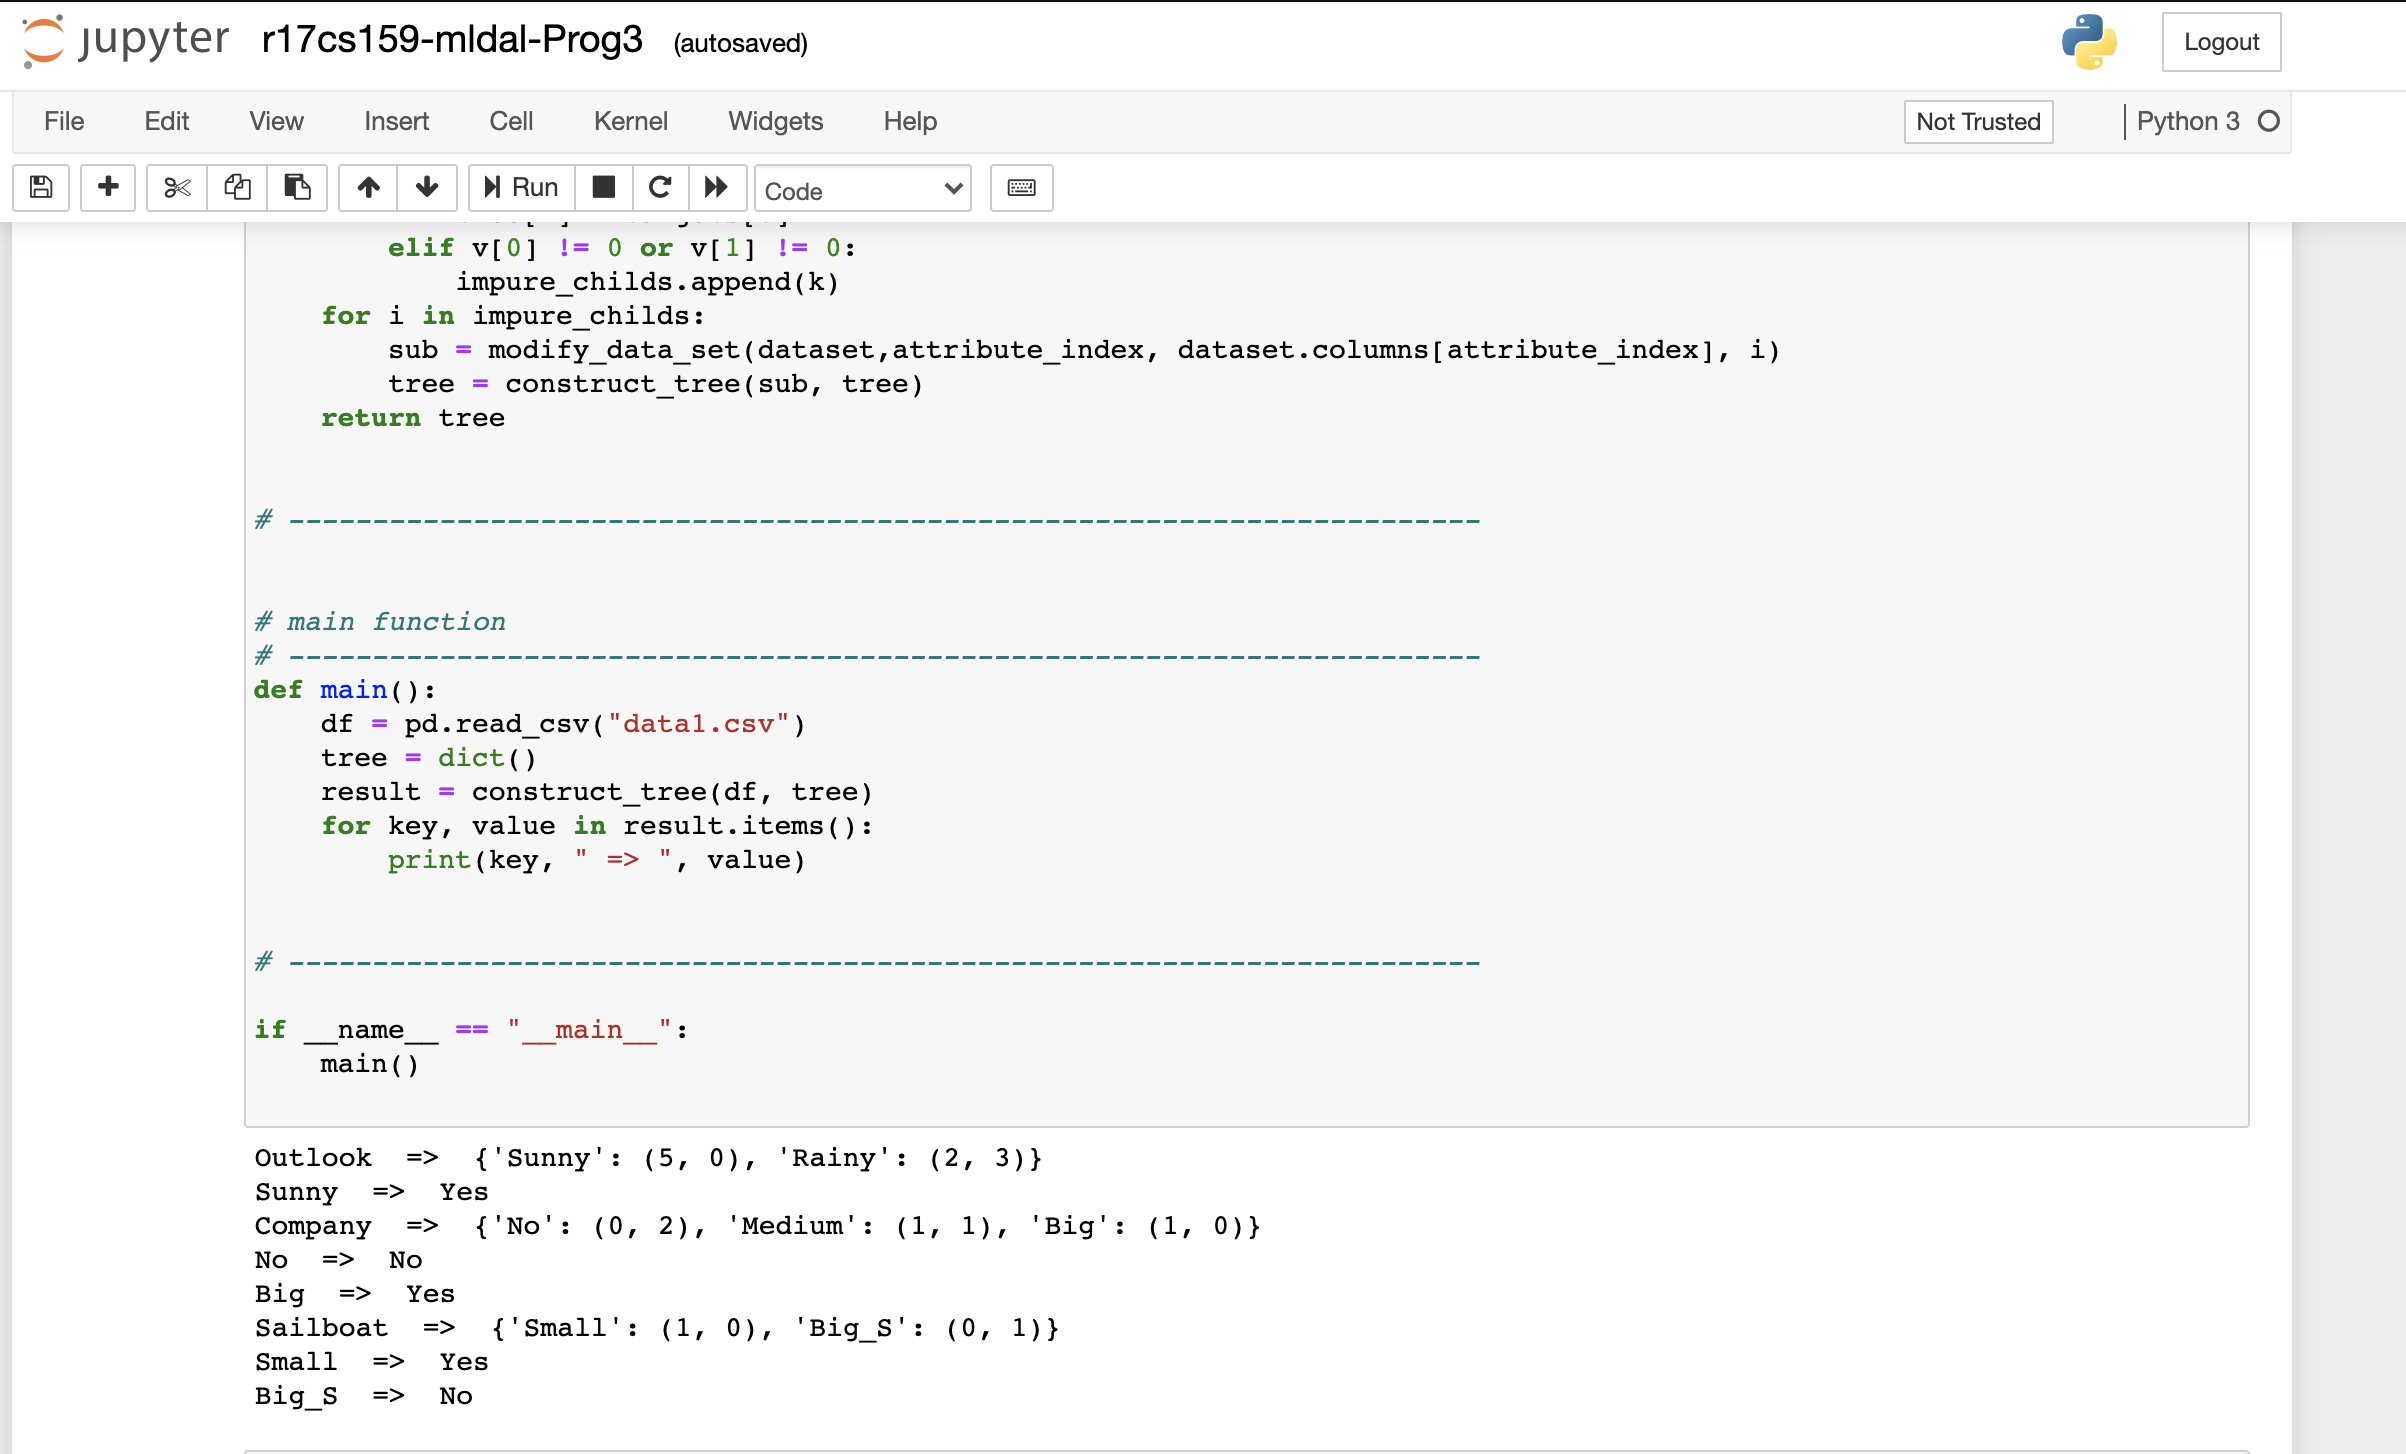 jupyter r17cs159-mldal-Prog3 (autosaved) Logout
File Edit View Insert Cell Kernel Widgets Help Not Trusted Python 3
Run Code
        elif v[0] != 0 or v[1] != 0:
            impure_childs.append(k)
    for i in impure_childs:
        sub = modify_data_set(dataset,attribute_index, dataset.columns[attribute_index], i)
        tree = construct_tree(sub, tree)
    return tree
# -----------------------------------------------------------------------
# main function
# -----------------------------------------------------------------------
def main():
    df = pd.read_csv("data1.csv")
    tree = dict()
    result = construct_tree(df, tree)
    for key, value in result.items():
        print(key, " => ", value)
# -----------------------------------------------------------------------
if __name__ == "__main__":
    main()
Outlook  =>  {'Sunny': (5, 0), 'Rainy': (2, 3)}
Sunny  =>  Yes
Company  =>  {'No': (0, 2), 'Medium': (1, 1), 'Big': (1, 0)}
No  =>  No
Big  =>  Yes
Sailboat  =>  {'Small': (1, 0), 'Big_S': (0, 1)}
Small  =>  Yes
Big_S  =>  No